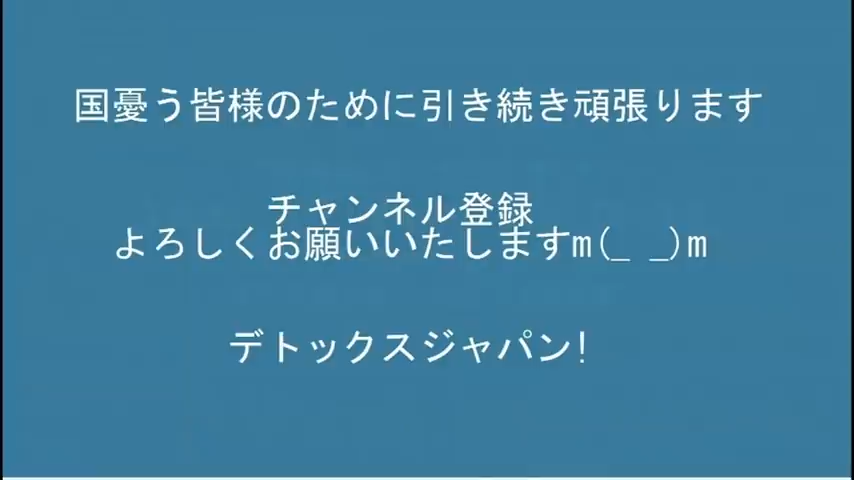 国憂う皆様のために引き続き頑張ります
チャンネル登録
よろしくお願いいたしますm(_ _)m
デトックスジャパン!